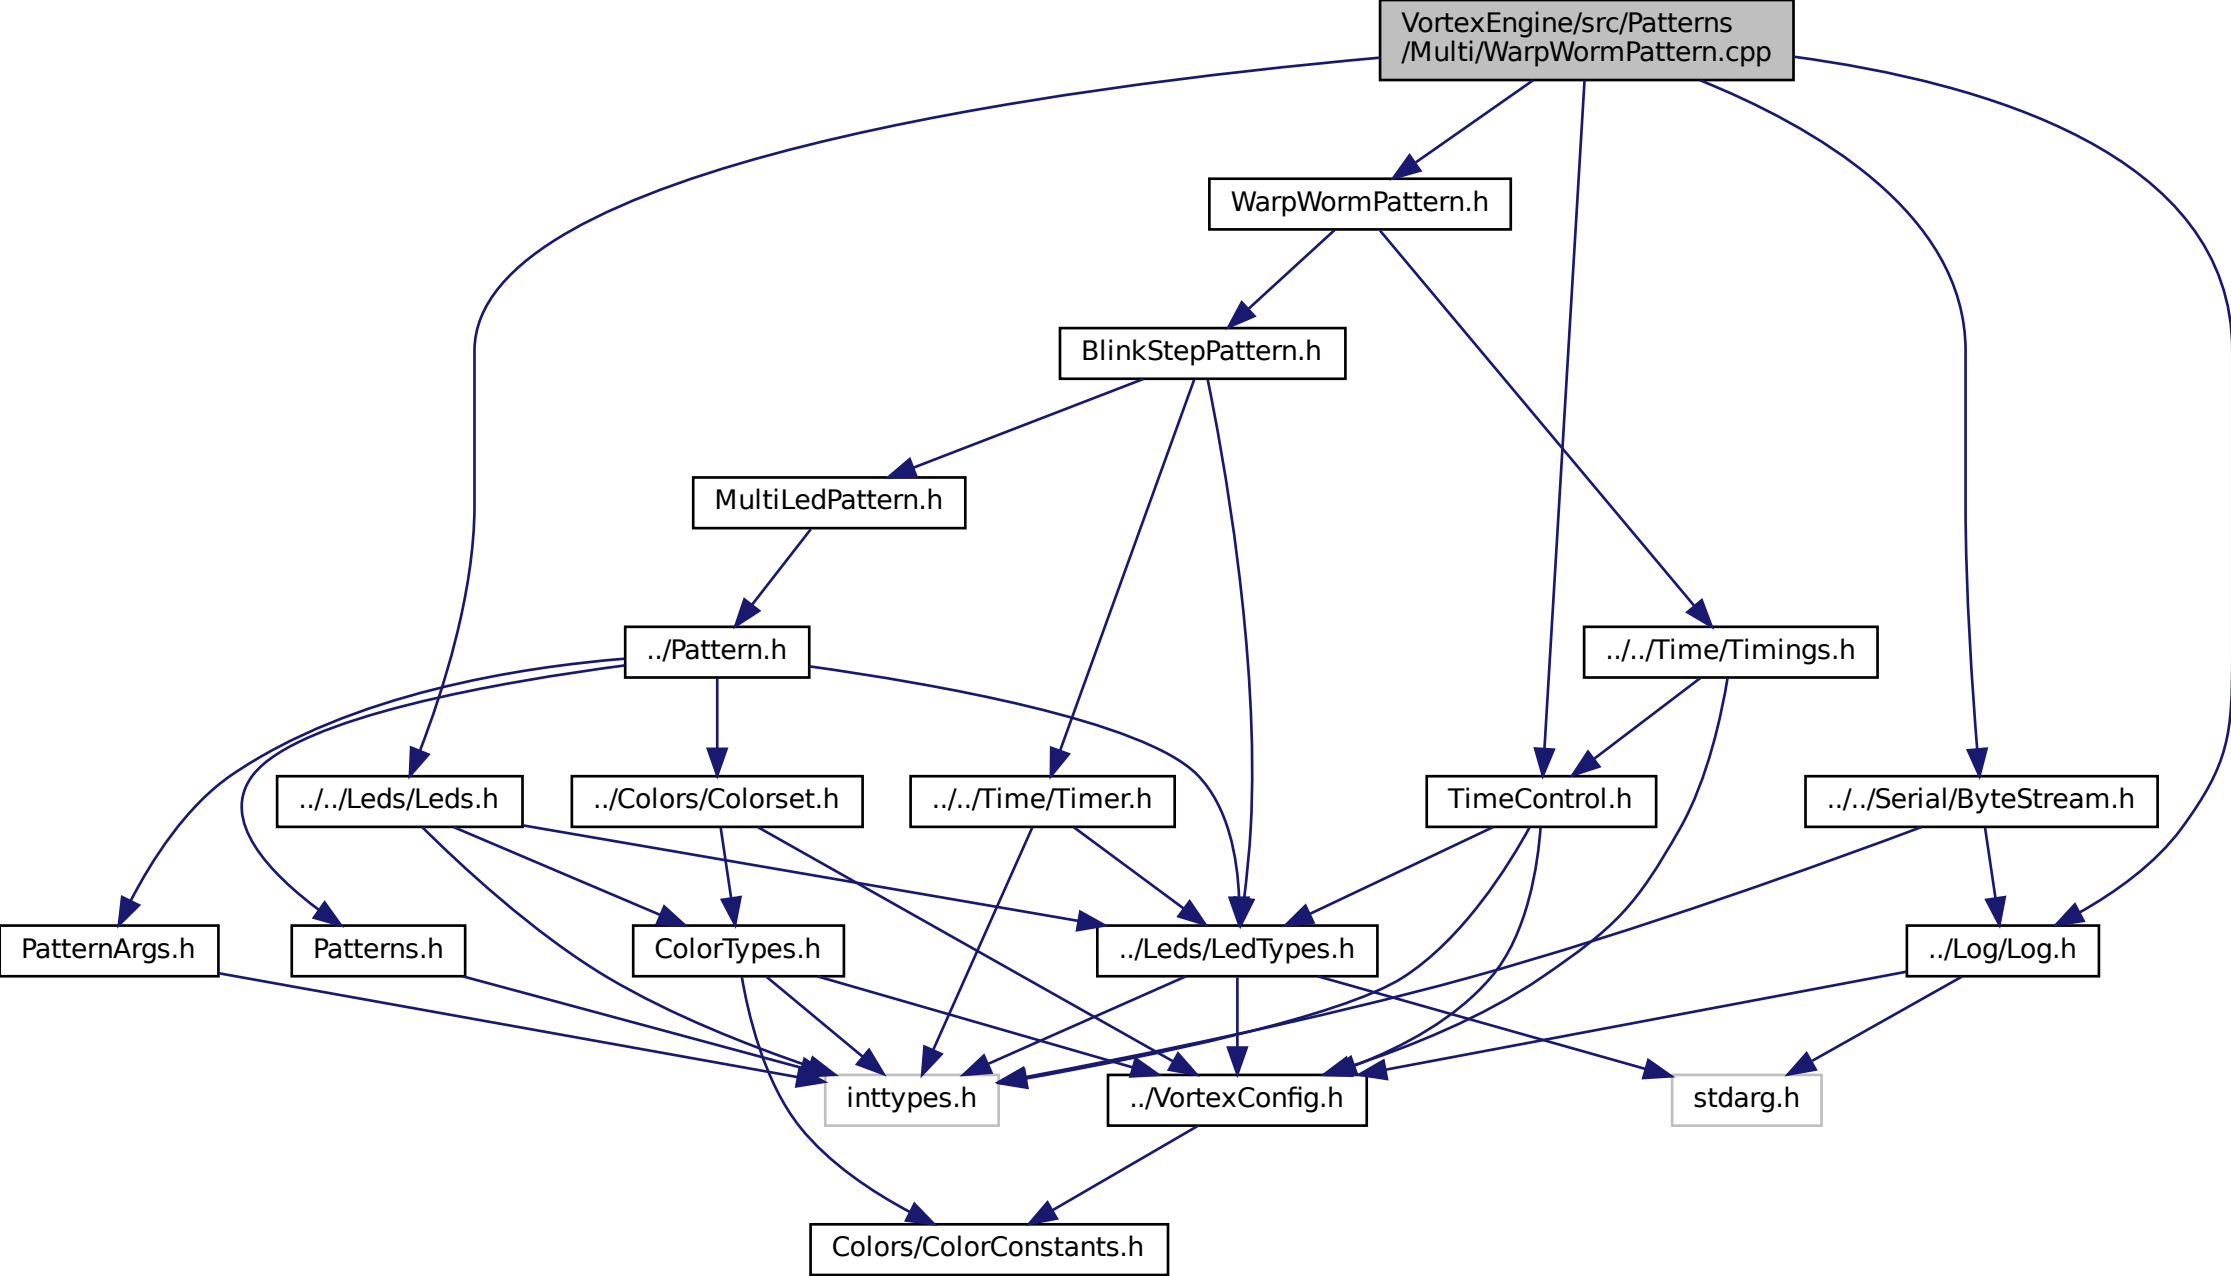 VortexEngine/src/Patterns
/Multi/WarpWormPattern.cpp
WarpWormPattern.h
BlinkStepPattern.h
MultiLedPattern.h
../Pattern.h
../../Time/Timings.h
../../Leds/Leds.h
../Colors/Colorset.h
../../Time/Timer.h
TimeControl.h
../../Serial/ByteStream.h
PatternArgs.h
Patterns.h
ColorTypes.h
../Leds/LedTypes.h
../Log/Log.h
inttypes.h
../VortexConfig.h
stdarg.h
Colors/ColorConstants.h